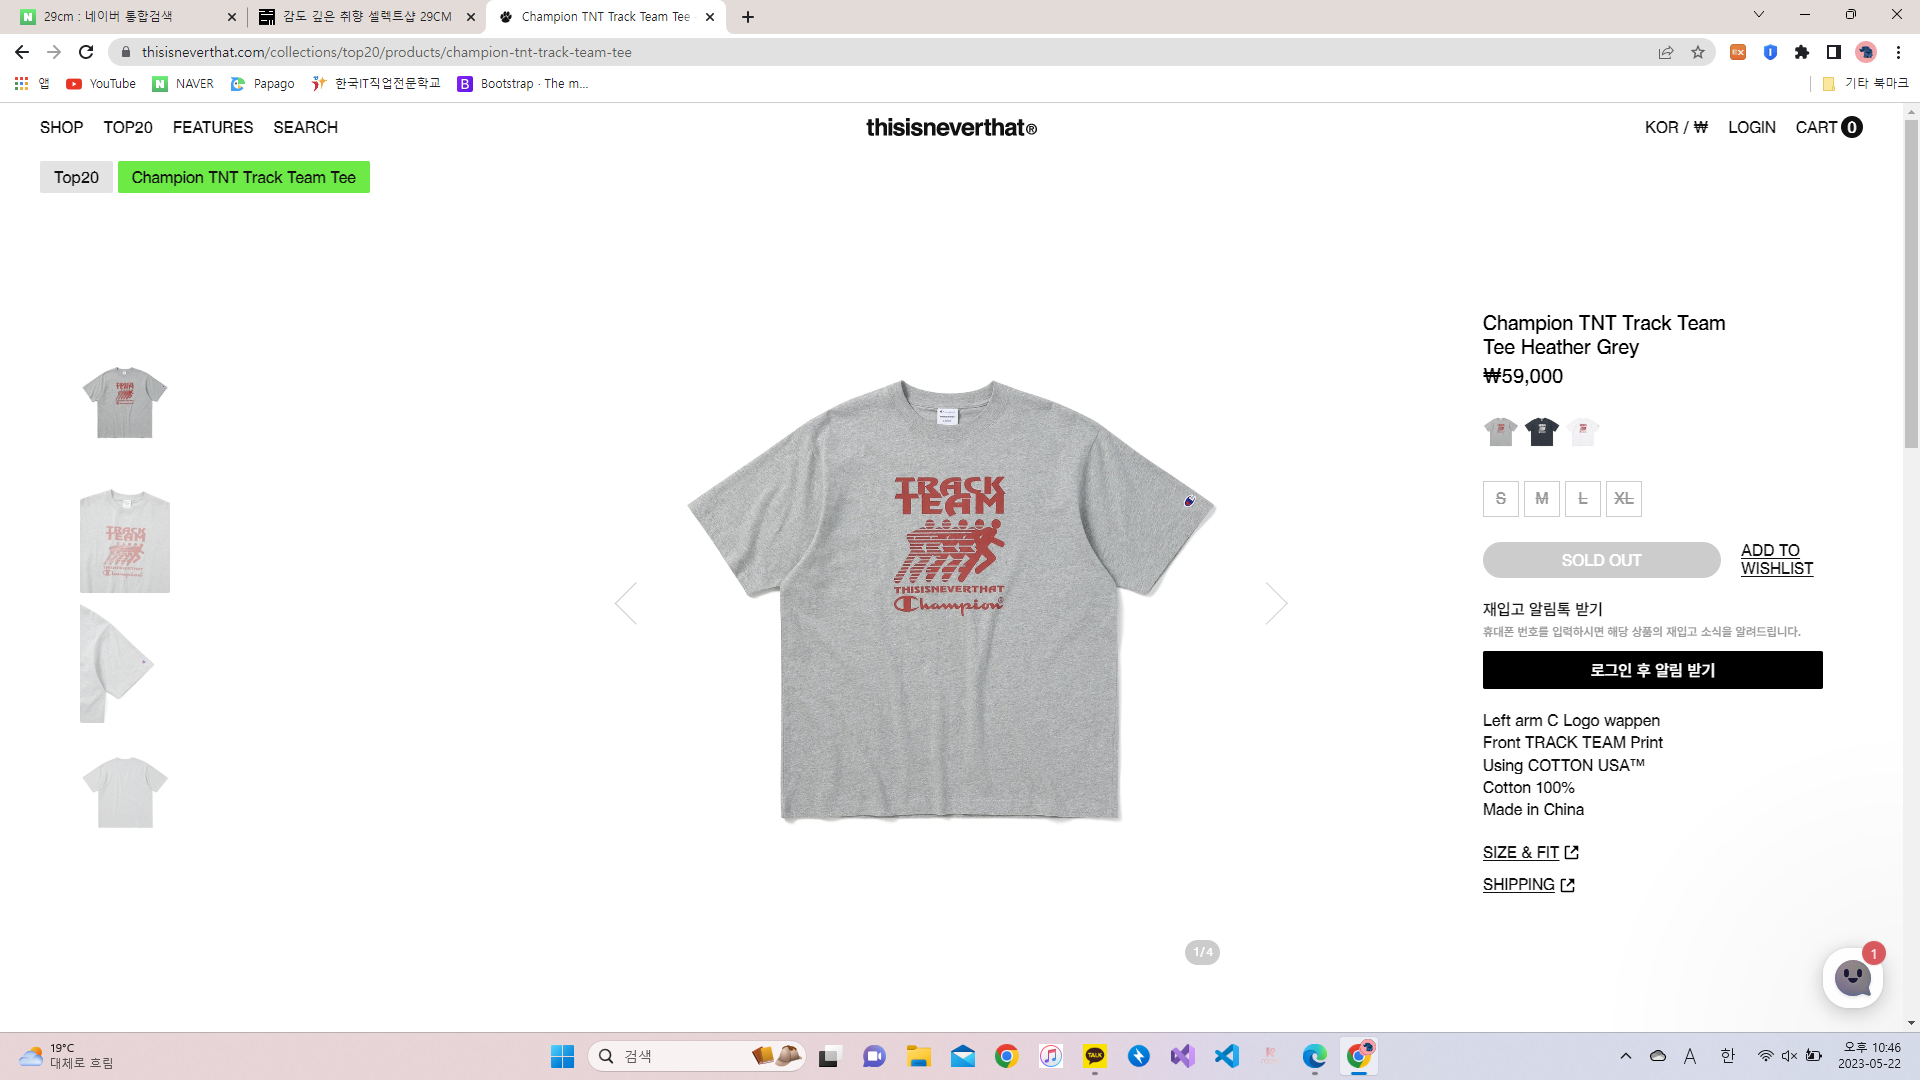 29cm : 네이버 통합검색
감도 깊은 취향 셀렉트샵 29CM
Champion TNT Track Team Tee
thisisneverthat.com/collections/top20/products/champion-tnt-track-team-tee
앱
YouTube
NAVER
Papago
한국IT직업전문학교
Bootstrap · The m...
기타 북마크
SHOP
TOP20
FEATURES
SEARCH
thisisneverthat®
KOR / ₩
LOGIN
CART 0
Top20
Champion TNT Track Team Tee
TRACK
TEAM
THISISNEVERTHAT
Champion®
1/4
Champion TNT Track Team
Tee Heather Grey
₩59,000
S
M
L
XL
SOLD OUT
ADD TO
WISHLIST
재입고 알림톡 받기
휴대폰 번호를 입력하시면 해당 상품의 재입고 소식을 알려드립니다.
로그인 후 알림 받기
Left arm C Logo wappen
Front TRACK TEAM Print
Using COTTON USA™
Cotton 100%
Made in China
SIZE & FIT
SHIPPING
1
19°C
대체로 흐림
검색
TALK
A
한
오후 10:46
2023-05-22